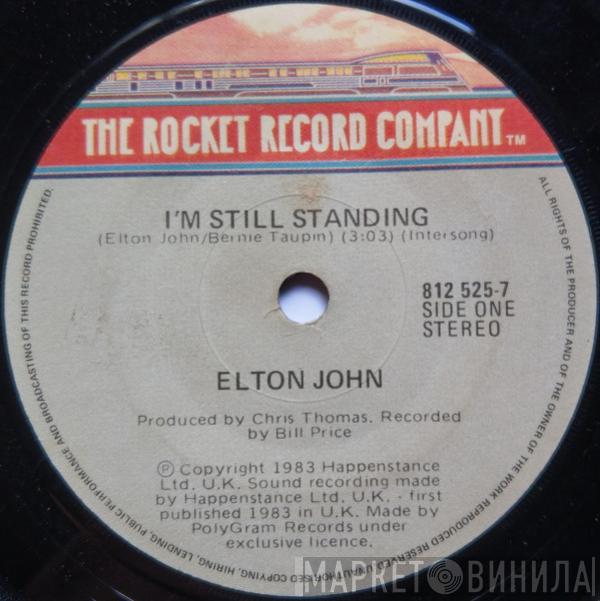 THE ROCKET RECORD COMPANY TM
I'M STILL STANDING
(Elton John/Bernie Taupin) (3:03) (Intersong)
812 525-7
SIDE ONE
STEREO
ELTON JOHN
Produced by Chris Thomas. Recorded
by Bill Price
Ⓟ Copyright 1983 Happenstance
Ltd. U.K. Sound recording made
by Happenstance Ltd. U.K. - first
published 1983 in U.K. Made by
PolyGram Records under
exclusive licence.
ALL RIGHTS OF THE PRODUCER AND OF THE OWNER OF THE WORK REPRODUCED RESERVED. UNAUTHORISED COPYING, HIRING, LENDING, PUBLIC PERFORMANCE AND BROADCASTING OF THIS RECORD PROHIBITED.
МАРКЕТ ВИНИЛА